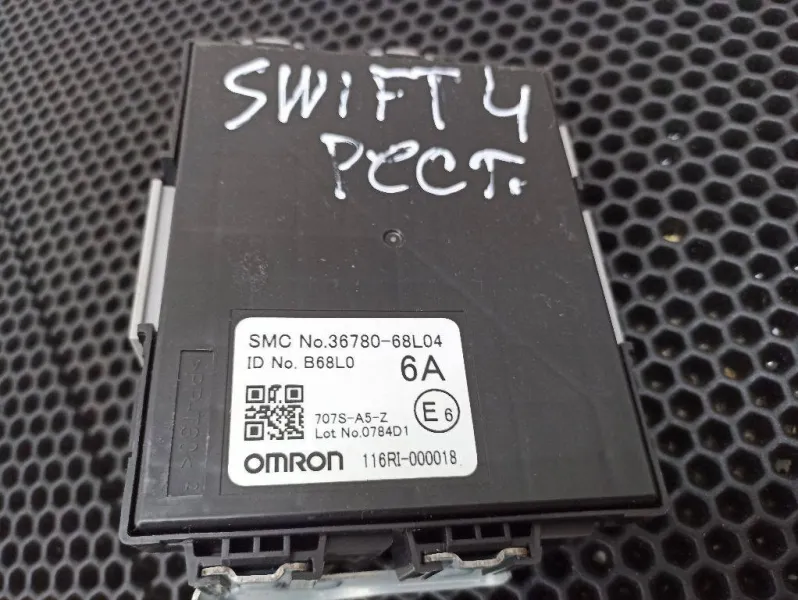 SWIFT 4
РЕСТ.
SMC No.36780-68L04
ID No. B68L0 6A
707S-A5-Z
Lot No.0784D1
E6
OMRON 116RI-000018